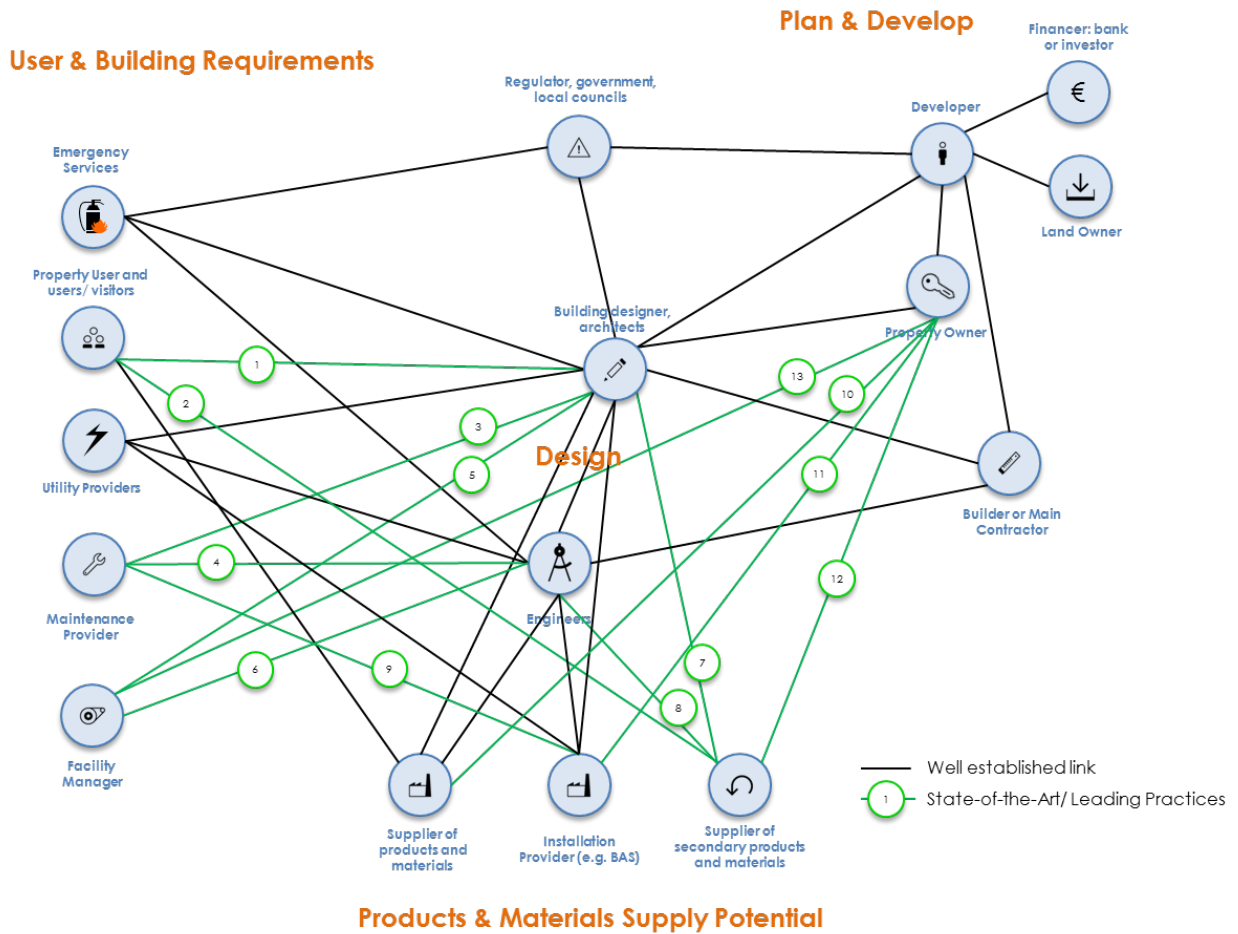 Plan & Develop
Financer: bank
or investor
User & Building Requirements
Regulator, government,
local councils
€
Developer
Emergency
Services
Land Owner
Property User and
users/ visitors
Building designer,
architects
Property Owner
1
13
2
10
3
Design
5
11
Utility Providers
Builder or Main
Contractor
4
12
Maintenance
Provider
Engineers
6
9
7
8
Facility
Manager
Well established link
1
State-of-the-Art/ Leading Practices
Supplier of
products and
materials
Installation
Provider (e.g. BAS)
Supplier of
secondary products
and materials
Products & Materials Supply Potential